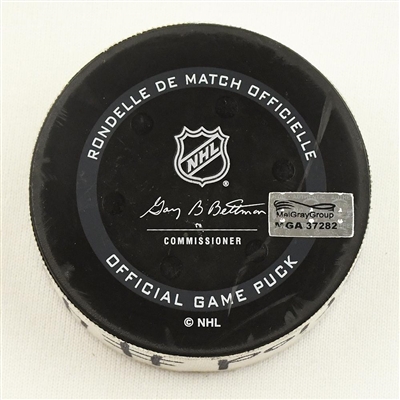 RONDELLE DE MATCH OFFICIELLE
NHL
Gary B Bettman
COMMISSIONER
MeiGrayGroup
MGA 37282
OFFICIAL GAME PUCK
© NHL